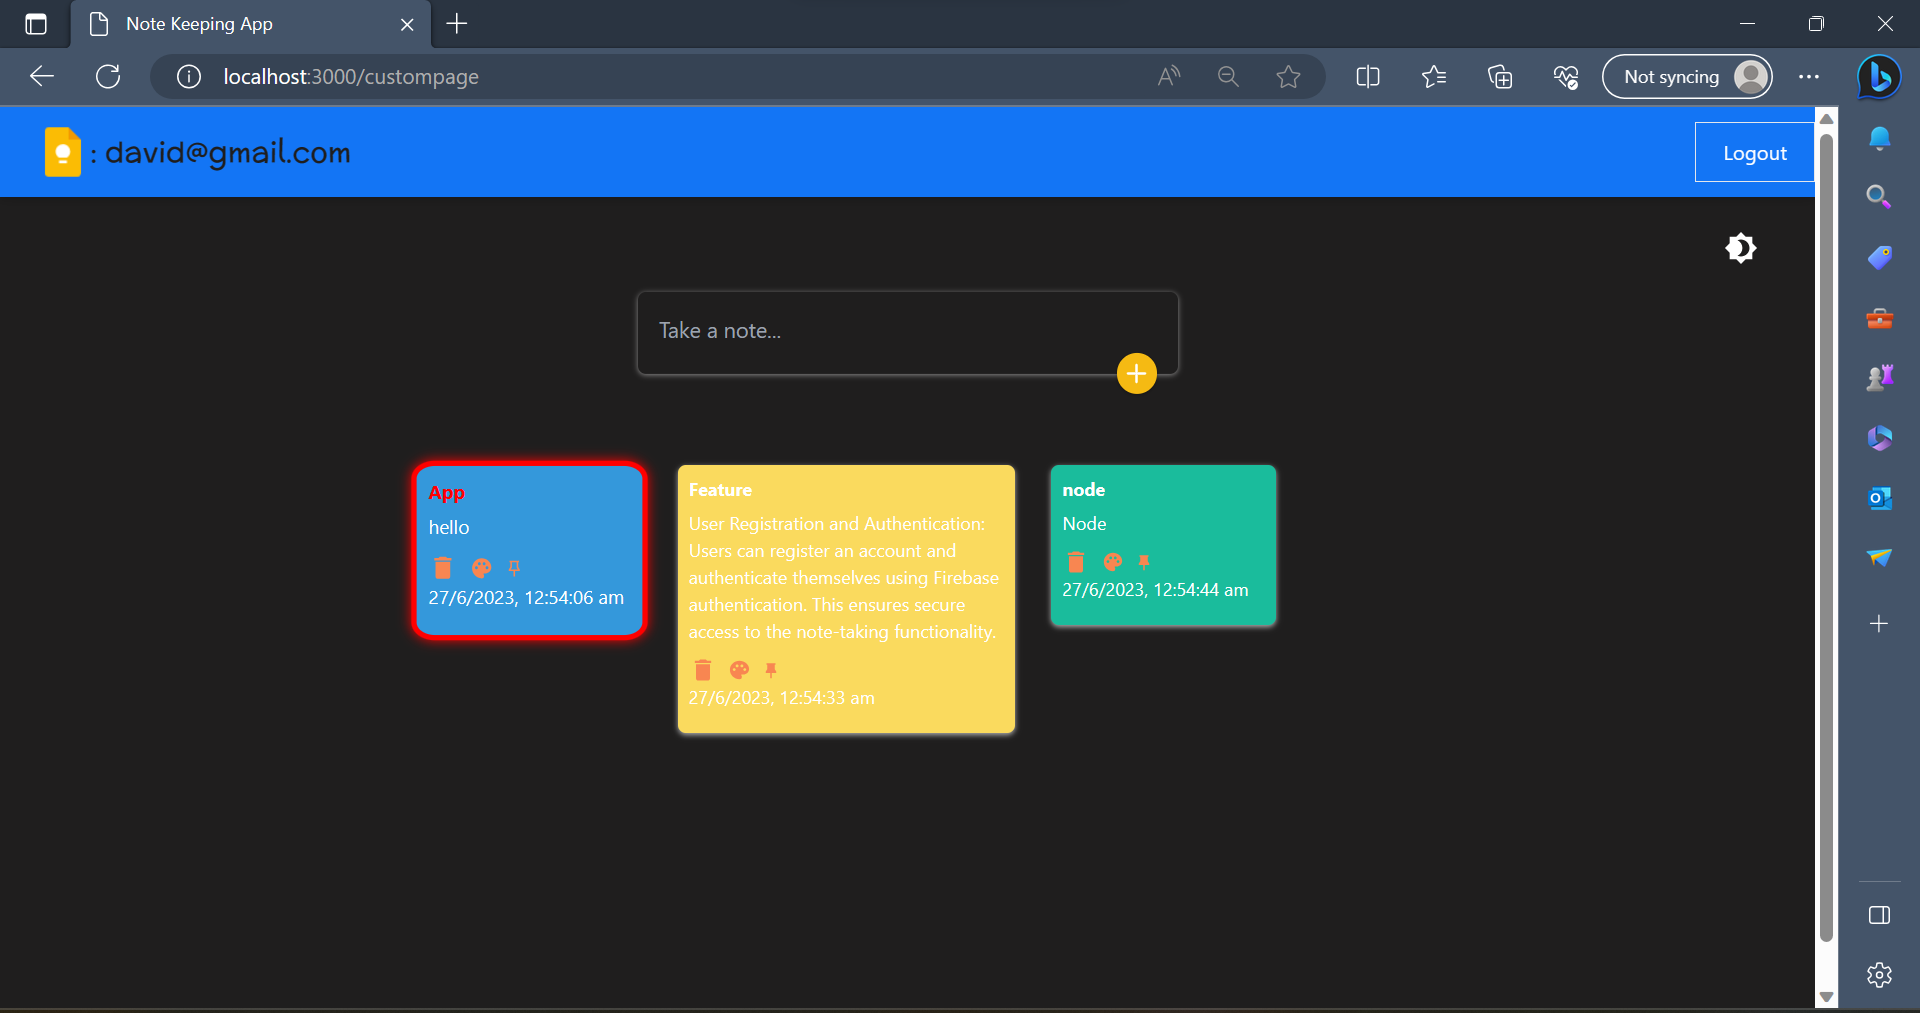 Note Keeping App
localhost:3000/custompage
Not syncing
: david@gmail.com
Logout
Take a note...
App
hello
27/6/2023, 12:54:06 am
Feature
User Registration and Authentication:
Users can register an account and
authenticate themselves using Firebase
authentication. This ensures secure
access to the note-taking functionality.
27/6/2023, 12:54:33 am
node
Node
27/6/2023, 12:54:44 am